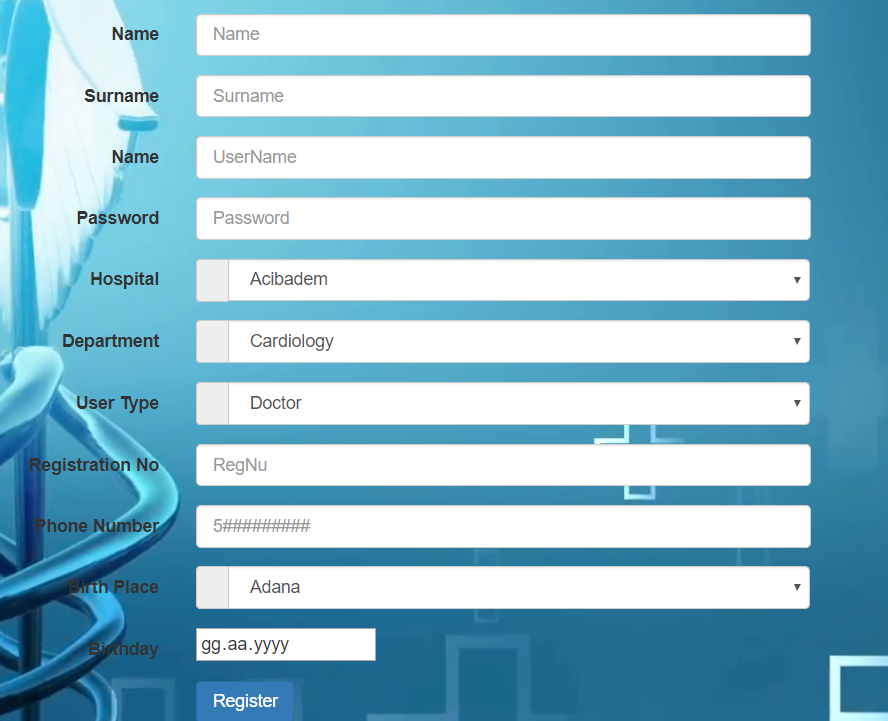 Name Name
Surname Surname
Name UserName
Password Password
Hospital Acibadem
Department Cardiology
User Type Doctor
Registration No RegNu
Phone Number 5#########
Birth Place Adana
Birthday gg.aa.yyyy
Register